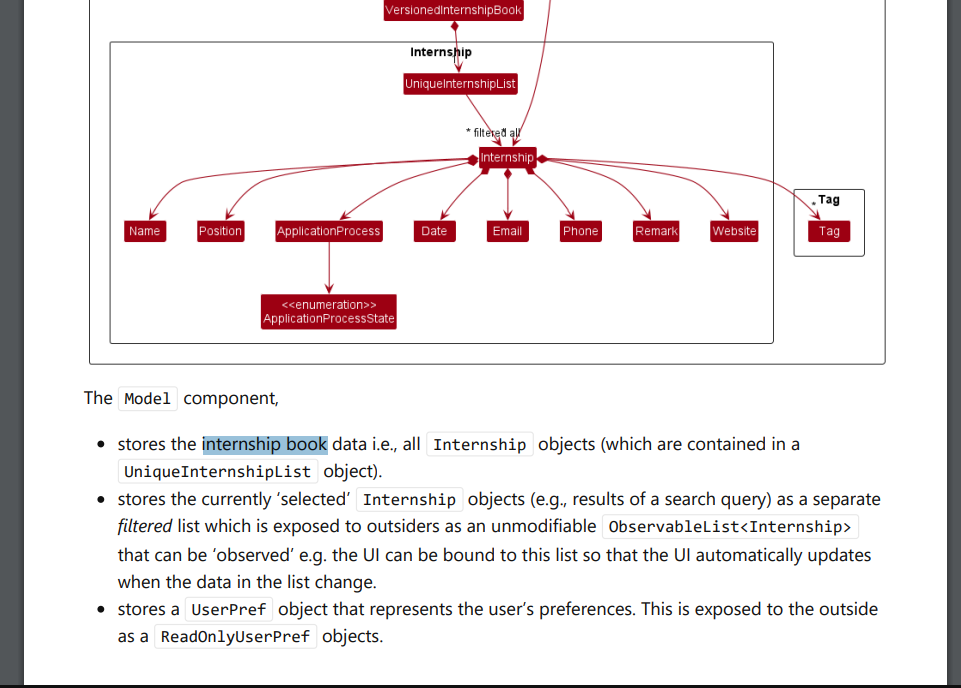 VersionedInternshipBook
Internship
UniqueInternshipList
* filtered
* all
Internship
* Tag
Name
Position
ApplicationProcess
Date
Email
Phone
Remark
Website
Tag
<<enumeration>>
ApplicationProcessState
The Model component,
• stores the internship book data i.e., all Internship objects (which are contained in a
UniqueInternshipList object).
• stores the currently ‘selected’ Internship objects (e.g., results of a search query) as a separate
filtered list which is exposed to outsiders as an unmodifiable ObservableList<Internship>
that can be ‘observed’ e.g. the UI can be bound to this list so that the UI automatically updates
when the data in the list change.
• stores a UserPref object that represents the user’s preferences. This is exposed to the outside
as a ReadOnlyUserPref objects.